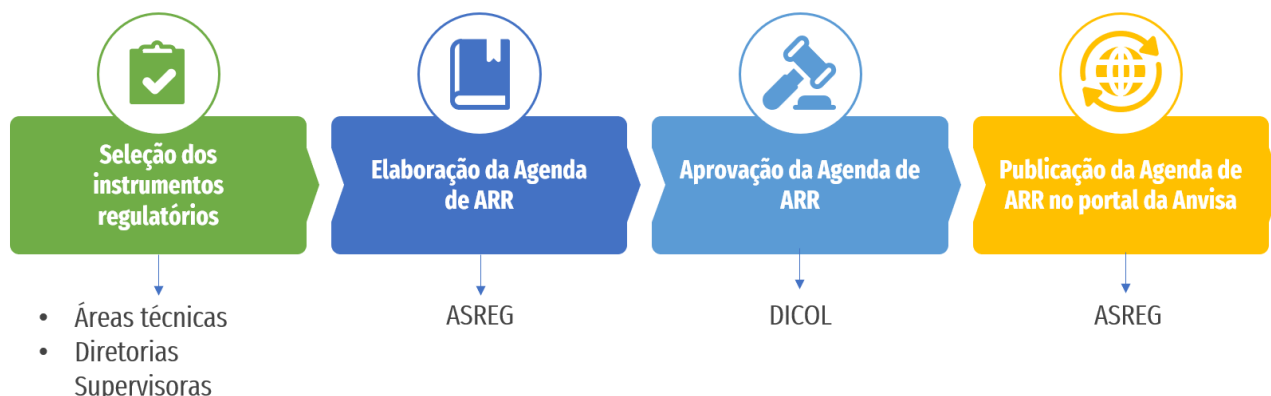 Seleção dos
instrumentos
regulatórios
Elaboração da Agenda
de ARR
Aprovação da Agenda de
ARR
Publicação da Agenda de
ARR no portal da Anvisa
• Áreas técnicas
• Diretorias
Supervisoras
ASREG
DICOL
ASREG